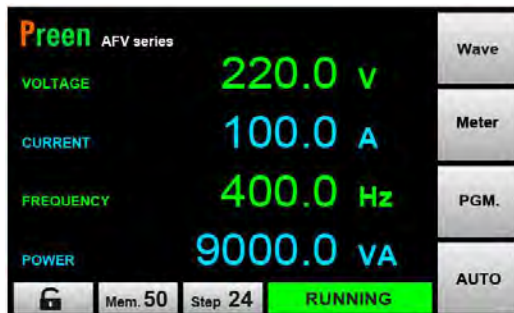 Preen AFV series
VOLTAGE 220.0 V
CURRENT 100.0 A
FREQUENCY 400.0 Hz
POWER 9000.0 VA
Mem. 50 Step 24 RUNNING
Wave
Meter
PGM.
AUTO